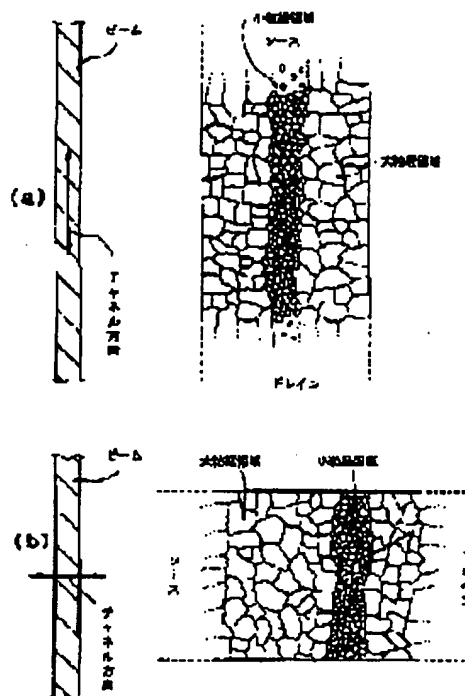 ビーム
(a)
チャネル方向
小粒径領域
ソース
大粒径領域
ドレイン
ビーム
(b)
チャネル方向
大粒径領域
小粒径領域
ソース